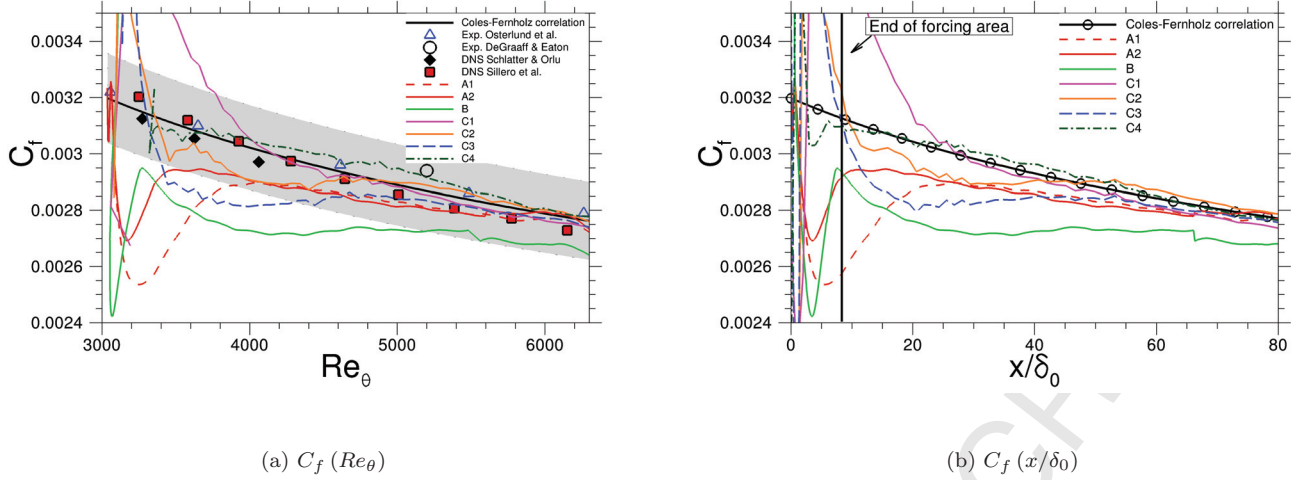 0.0034
0.0032
0.003
0.0028
0.0026
0.0024
C_f
3000
4000
5000
6000
Re_θ
Coles-Fernholz correlation
Exp. Osterlund et al.
Exp. DeGraaff & Eaton
DNS Schlatter & Orlu
DNS Sillero et al.
A1
A2
B
C1
C2
C3
C4
(a) C_f (Re_θ)
0.0034
0.0032
0.003
0.0028
0.0026
0.0024
C_f
0
20
40
60
80
x/δ_0
End of forcing area
Coles-Fernholz correlation
A1
A2
B
C1
C2
C3
C4
(b) C_f (x/δ_0)